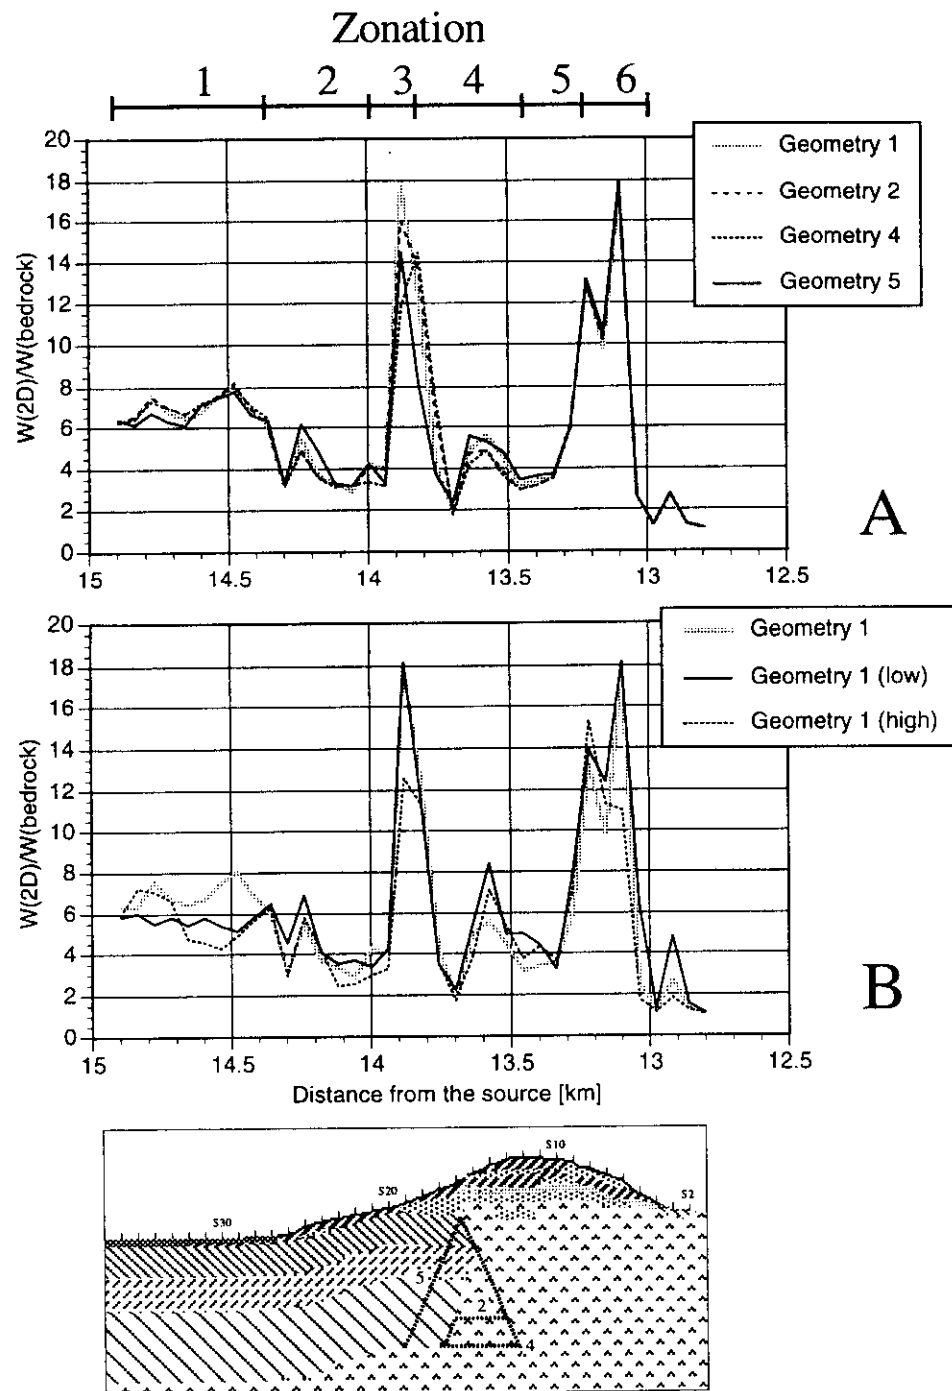 Zonation
1 2 3 4 5 6
20
18
16
14
12
10
8
6
4
2
0
W(2D)/W(bedrock)
Geometry 1
Geometry 2
Geometry 4
Geometry 5
A
15 14.5 14 13.5 13 12.5
20
18
16
14
12
10
8
6
4
2
0
W(2D)/W(bedrock)
Geometry 1
Geometry 1 (low)
Geometry 1 (high)
B
15 14.5 14 13.5 13 12.5
Distance from the source [km]
S10
S20
S2
S30
5
2
4